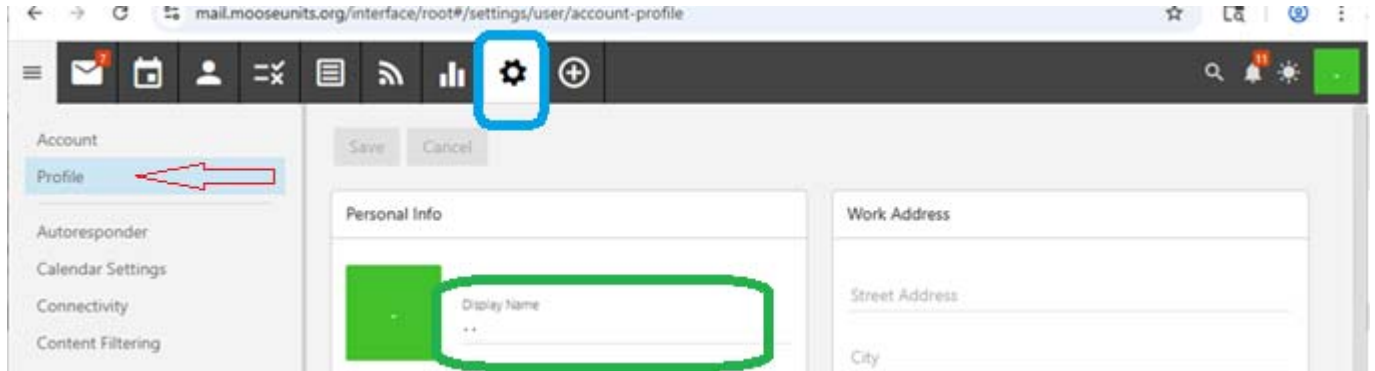 mail.mooseunits.org/interface/root#/settings/user/account-profile
7
11
Account
Profile
Autoresponder
Calendar Settings
Connectivity
Content Filtering
Save Cancel
Personal Info
Display Name
. .
Work Address
Street Address
City